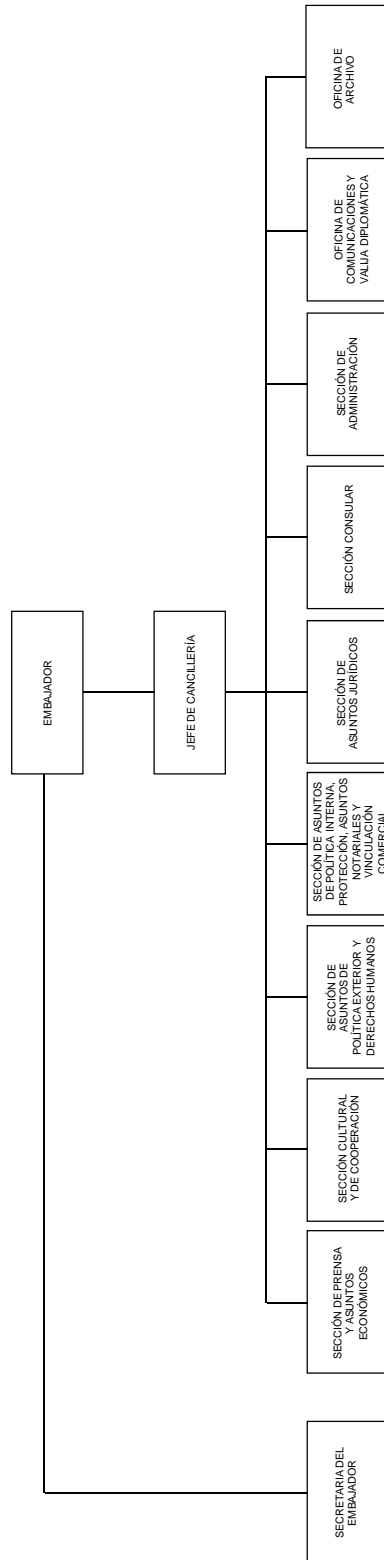 EMBAJADOR
JEFE DE CANCILLERÍA
SECRETARIA DEL
EMBAJADOR
SECCIÓN DE PRENSA
Y ASUNTOS
ECONÓMICOS
SECCIÓN CULTURAL
Y DE COOPERACIÓN
SECCIÓN DE
ASUNTOS DE
POLÍTICA EXTERIOR Y
DERECHOS HUMANOS
SECCIÓN DE ASUNTOS
DE POLÍTICA INTERNA,
PROTECCIÓN, ASUNTOS
NOTARIALES Y
VINCULACIÓN
COMERCIAL
SECCIÓN DE
ASUNTOS JURÍDICOS
SECCIÓN CONSULAR
SECCIÓN DE
ADMINISTRACIÓN
OFICINA DE
COMUNICACIONES Y
VALIJA DIPLOMÁTICA
OFICINA DE
ARCHIVO